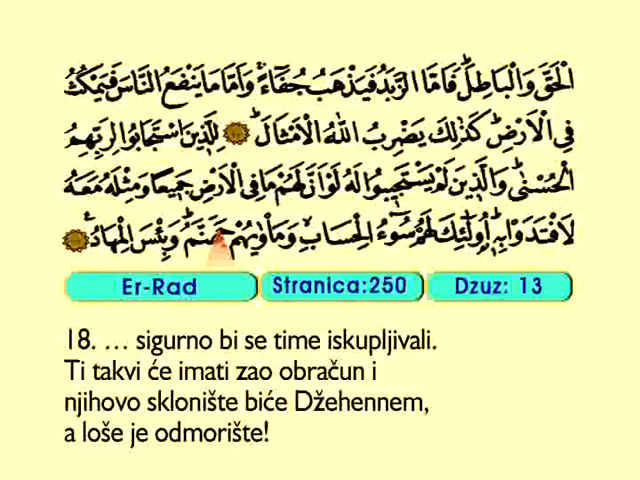 الْحَقَّ وَالْبَاطِلَ ۚ فَأَمَّا الزَّبَدُ فَيَذْهَبُ جُفَاءً ۖ وَأَمَّا مَا يَنْفَعُ النَّاسَ فَيَمْكُثُ
فِي الْأَرْضِ ۚ كَذَٰلِكَ يَضْرِبُ اللَّهُ الْأَمْثَالَ ۗ لِلَّذِينَ اسْتَجَابُوا لِرَبِّهِمُ
الْحُسْنَىٰ ۚ وَالَّذِينَ لَمْ يَسْتَجِيبُوا لَهُ لَوْ أَنَّ لَهُمْ مَا فِي الْأَرْضِ جَمِيعًا وَمِثْلَهُ مَعَهُ
لَافْتَدَوْا بِهِ ۚ أُولَٰئِكَ لَهُمْ سُوءُ الْحِسَابِ وَمَأْوَاهُمْ جَهَنَّمُ ۖ وَبِئْسَ الْمِهَادُ
Er-Rad Stranica:250 Dzuz: 13
18. … sigurno bi se time iskupljivali.
Ti takvi će imati zao obračun i
njihovo sklonište biće Džehennem,
a loše je odmorište!